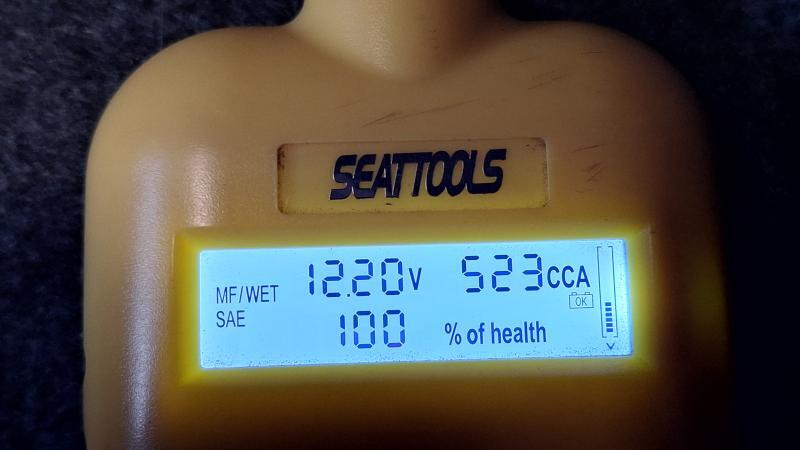 SEATTOOLS
MF/WET 12.20V 523CCA
OK
SAE 100 % of health